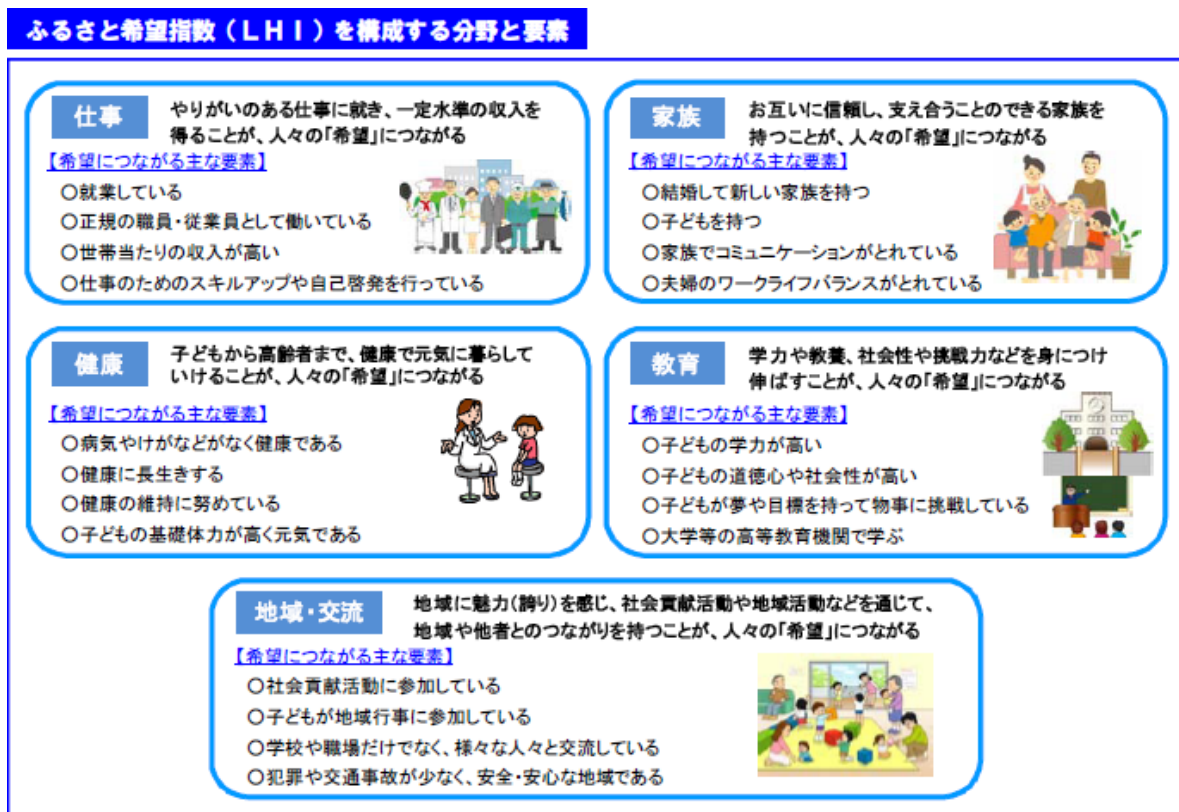 ふるさと希望指数（ＬＨＩ）を構成する分野と要素
仕事
やりがいのある仕事に就き、一定水準の収入を
得ることが、人々の「希望」につながる
【希望につながる主な要素】
○就業している
○正規の職員・従業員として働いている
○世帯当たりの収入が高い
○仕事のためのスキルアップや自己啓発を行っている
家族
お互いに信頼し、支え合うことのできる家族を
持つことが、人々の「希望」につながる
【希望につながる主な要素】
○結婚して新しい家族を持つ
○子どもを持つ
○家族でコミュニケーションがとれている
○夫婦のワークライフバランスがとれている
健康
子どもから高齢者まで、健康で元気に暮らして
いけることが、人々の「希望」につながる
【希望につながる主な要素】
○病気やけがなどがなく健康である
○健康に長生きする
○健康の維持に努めている
○子どもの基礎体力が高く元気である
教育
学力や教養、社会性や挑戦力などを身につけ
伸ばすことが、人々の「希望」につながる
【希望につながる主な要素】
○子どもの学力が高い
○子どもの道徳心や社会性が高い
○子どもが夢や目標を持って物事に挑戦している
○大学等の高等教育機関で学ぶ
地域・交流
地域に魅力（誇り）を感じ、社会貢献活動や地域活動などを通じて、
地域や他者とのつながりを持つことが、人々の「希望」につながる
【希望につながる主な要素】
○社会貢献活動に参加している
○子どもが地域行事に参加している
○学校や職場だけでなく、様々な人々と交流している
○犯罪や交通事故が少なく、安全・安心な地域である